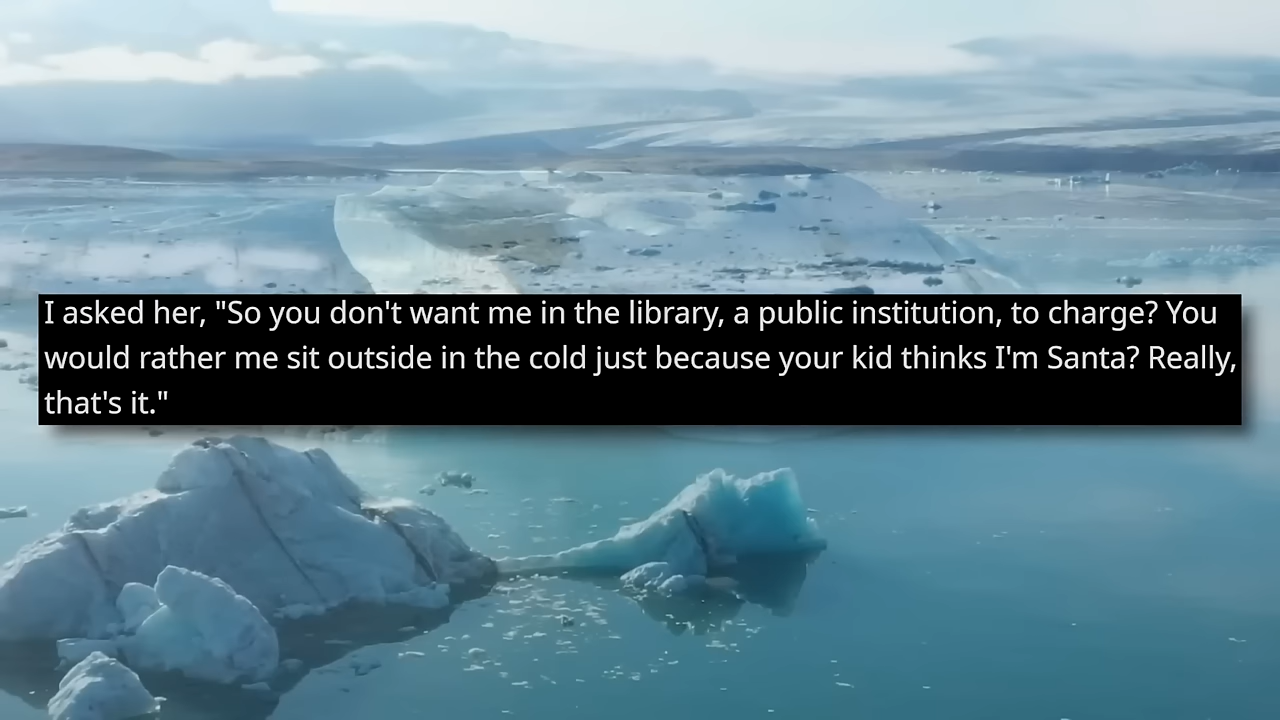 I asked her, "So you don't want me in the library, a public institution, to charge? You
would rather me sit outside in the cold just because your kid thinks I'm Santa? Really,
that's it."